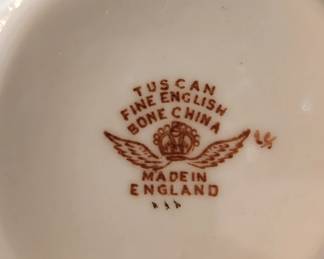 TUSCAN
FINE ENGLISH
BONE CHINA
MADE IN
ENGLAND